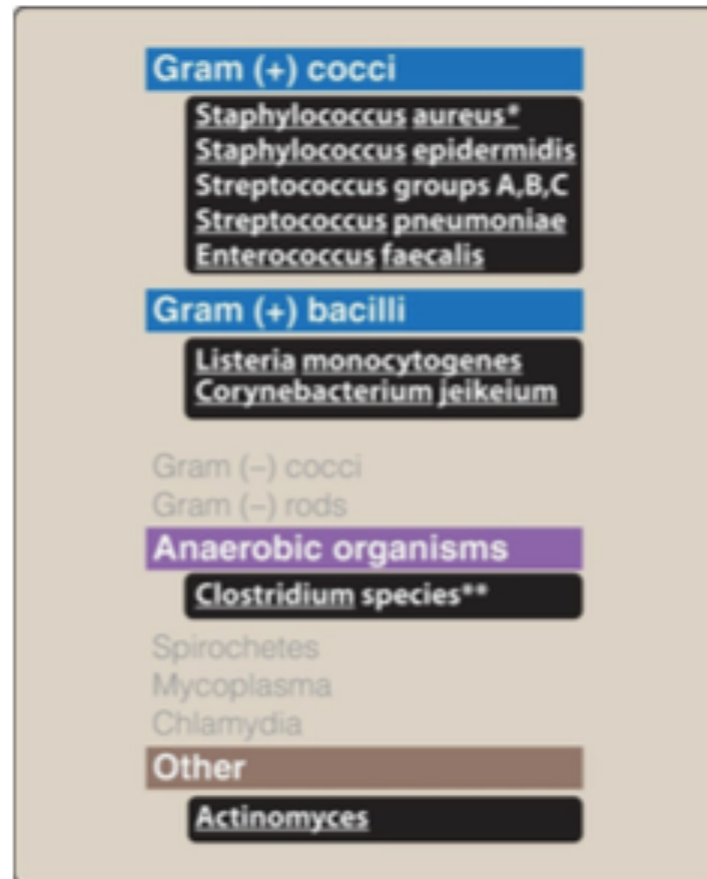 Gram (+) cocci
Staphylococcus aureus*
Staphylococcus epidermidis
Streptococcus groups A,B,C
Streptococcus pneumoniae
Enterococcus faecalis
Gram (+) bacilli
Listeria monocytogenes
Corynebacterium jeikeium
Gram (–) cocci
Gram (–) rods
Anaerobic organisms
Clostridium species**
Spirochetes
Mycoplasma
Chlamydia
Other
Actinomyces